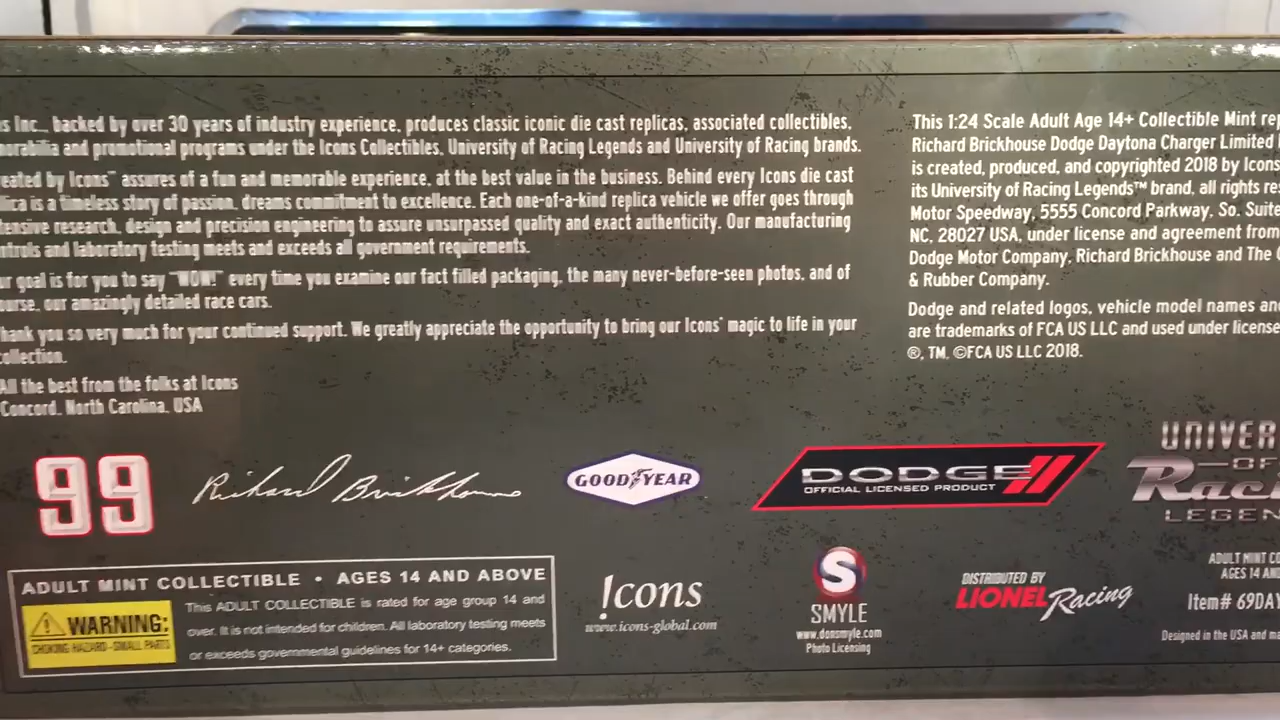 s Inc., backed by over 30 years of industry experience, produces classic iconic die cast replicas, associated collectibles,
orabilia and promotional programs under the Icons Collectibles, University of Racing Legends and University of Racing brands.
eated by Icons™ assures of a fun and memorable experience, at the best value in the business. Behind every Icons die cast
lica is a timeless story of passion, dreams commitment to excellence. Each one-of-a-kind replica vehicle we offer goes through
tensive research, design and precision engineering to assure unsurpassed quality and exact authenticity. Our manufacturing
ntrols and laboratory testing meets and exceeds all government requirements.
ur goal is for you to say "WOW!" every time you examine our fact filled packaging, the many never-before-seen photos, and of
ourse, our amazingly detailed race cars.
hank you so very much for your continued support. We greatly appreciate the opportunity to bring our Icons' magic to life in your
collection.
All the best from the folks at Icons
Concord, North Carolina, USA
This 1:24 Scale Adult Age 14+ Collectible Mint rep
Richard Brickhouse Dodge Daytona Charger Limited
is created, produced, and copyrighted 2018 by Icons
its University of Racing Legends™ brand, all rights res
Motor Speedway, 5555 Concord Parkway, So. Suite
NC, 28027 USA, under license and agreement from
Dodge Motor Company, Richard Brickhouse and The G
& Rubber Company.
Dodge and related logos, vehicle model names an
are trademarks of FCA US LLC and used under license
®, TM, ©FCA US LLC 2018.
99
Richard Brickhouse
GOODYEAR
DODGE
OFFICIAL LICENSED PRODUCT
UNIVER
OF
Raci
LEGEN
ADULT MINT COLLECTIBLE • AGES 14 AND ABOVE
WARNING:
CHOKING HAZARD-SMALL PARTS
This ADULT COLLECTIBLE is rated for age group 14 and
over. It is not intended for children. All laboratory testing meets
or exceeds governmental guidelines for 14+ categories.
!cons
www.icons-global.com
S
SMYLE
www.donsmyle.com
Photo Licensing
DISTRIBUTED BY
LIONEL Racing
ADULT MINT CO
AGES 14 AND
Item# 69DAY
Designed in the USA and ma